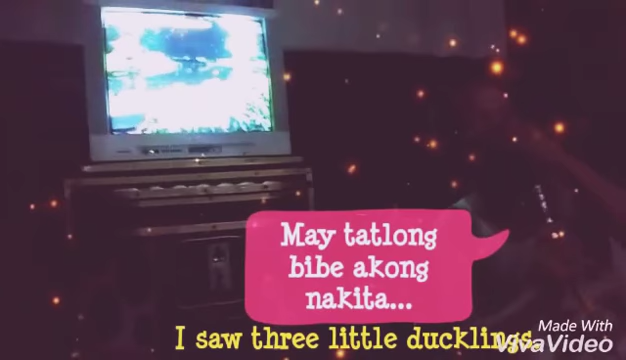 May tatlong
bibe akong
nakita...
I saw three little ducklings.
Made With
VivaVideo